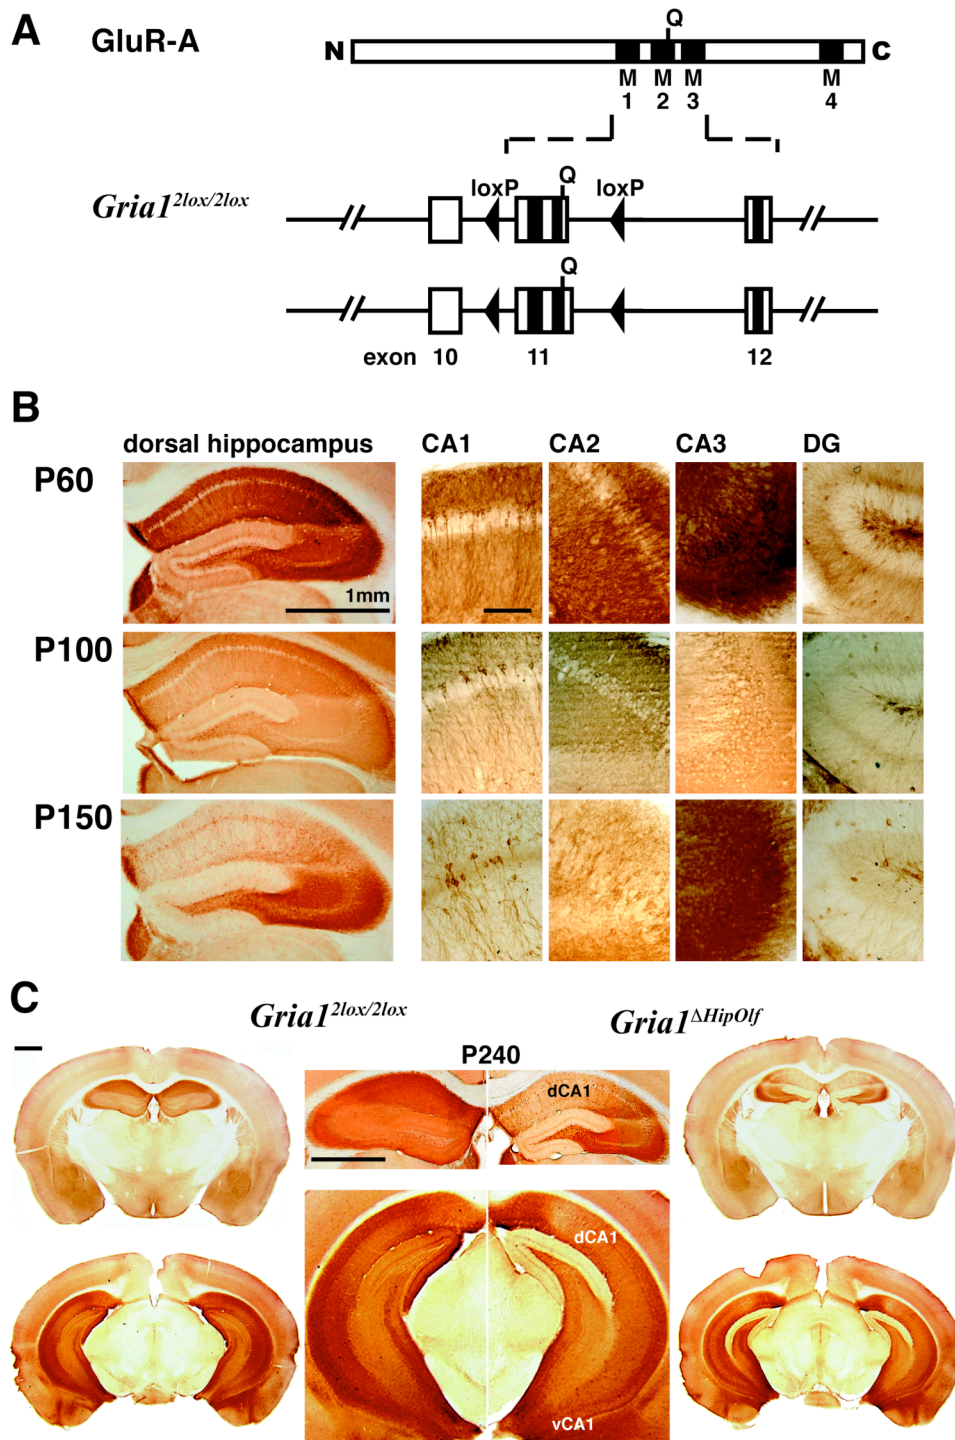 A
GluR-A
Q
N
C
M M M M
1 2 3 4
Gria1 2lox/2lox
loxP
Q
loxP
Q
exon 10 11 12
B
dorsal hippocampus CA1 CA2 CA3 DG
P60
1mm
P100
P150
C
Gria1 2lox/2lox
Gria1 ΔHipOlf
P240
dCA1
dCA1
vCA1